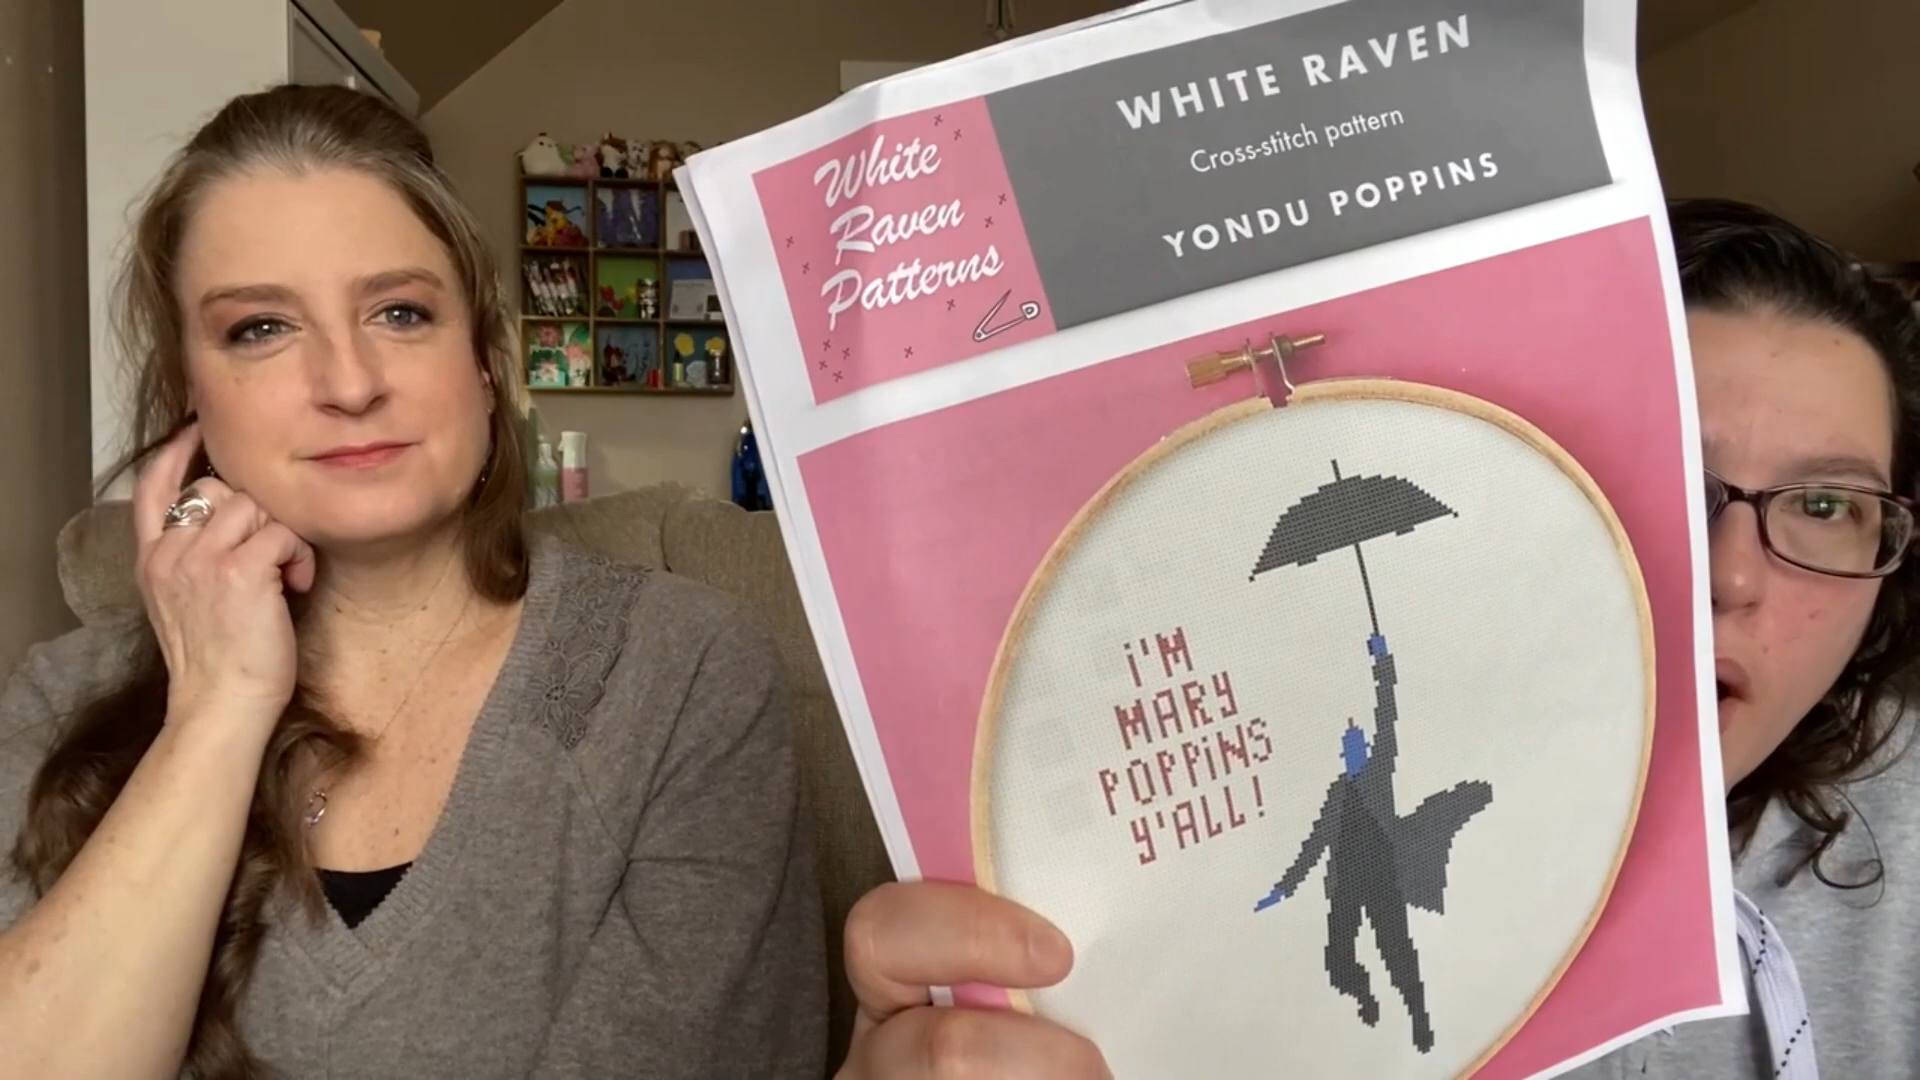 White
Raven
Patterns
WHITE RAVEN
Cross-stitch pattern
YONDU POPPINS
i'M
MARY
POPPiNS
Y'ALL!